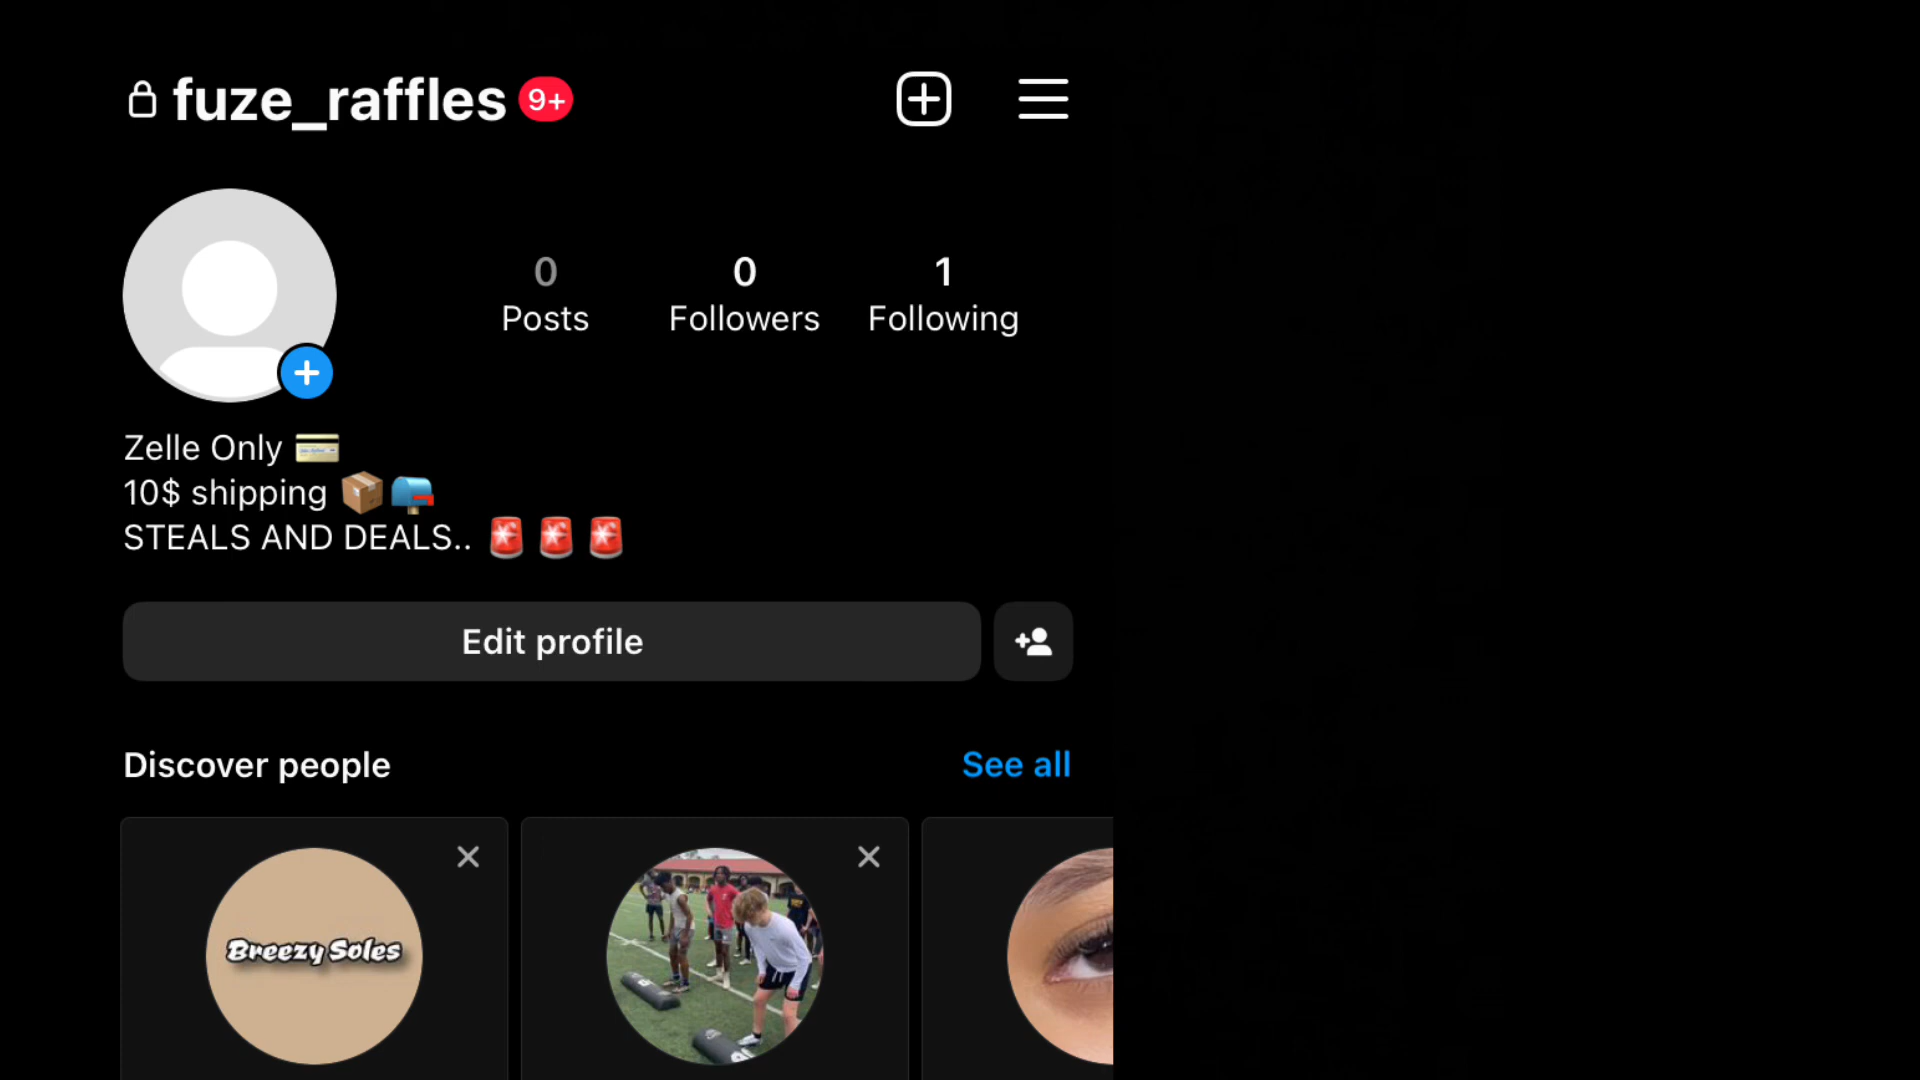 fuze_raffles 9+
0 0 1
Posts Followers Following
Zelle Only
10$ shipping
STEALS AND DEALS..
Edit profile
Discover people See all
Breezy Soles